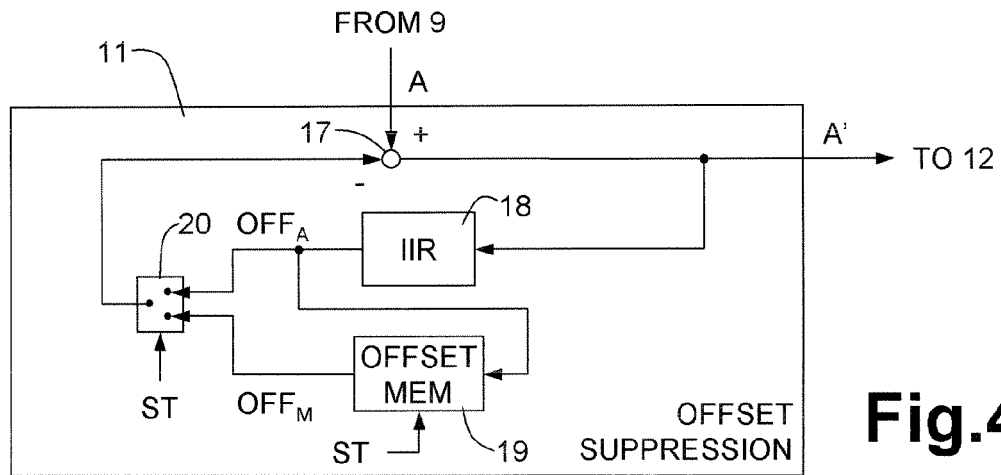 FROM 9
11
A
17
+
A'
TO 12
-
18
20
OFF_A
IIR
OFFSET
MEM
ST
OFF_M
ST
19
OFFSET
SUPPRESSION
Fig.4